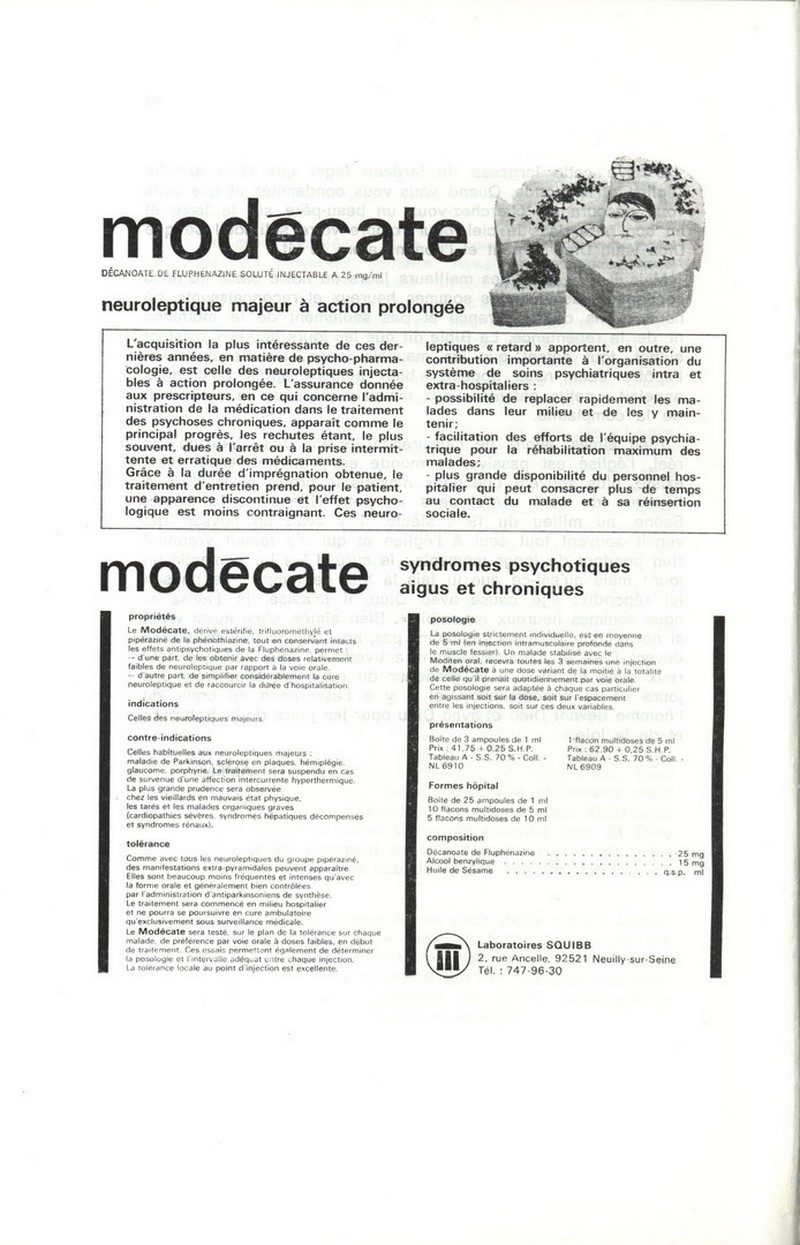 modécate
DÉCANOATE DE FLUPHÉNAZINE SOLUTÉ INJECTABLE A 25 mg/ml
neuroleptique majeur à action prolongée
L'acquisition la plus intéressante de ces der-
nières années, en matière de psycho-pharma-
cologie, est celle des neuroleptiques injecta-
bles à action prolongée. L'assurance donnée
aux prescripteurs, en ce qui concerne l'admi-
nistration de la médication dans le traitement
des psychoses chroniques, apparaît comme le
principal progrès, les rechutes étant, le plus
souvent, dues à l'arrêt ou à la prise intermit-
tente et erratique des médicaments.
Grâce à la durée d'imprégnation obtenue, le
traitement d'entretien prend, pour le patient,
une apparence discontinue et l'effet psycho-
logique est moins contraignant. Ces neuro-
leptiques « retard » apportent, en outre, une
contribution importante à l'organisation du
système de soins psychiatriques intra et
extra-hospitaliers :
- possibilité de replacer rapidement les ma-
lades dans leur milieu et de les y main-
tenir;
- facilitation des efforts de l'équipe psychia-
trique pour la réhabilitation maximum des
malades;
- plus grande disponibilité du personnel hos-
pitalier qui peut consacrer plus de temps
au contact du malade et à sa réinsertion
sociale.
modécate
syndromes psychotiques
aigus et chroniques
propriétés
Le Modécate, dérivé estérifié, trifluorométhylé et
pipéraziné de la phénothiazine, tout en conservant intacts
les effets antipsychotiques de la Fluphénazine, permet :
— d'une part, de les obtenir avec des doses relativement
faibles de neuroleptique par rapport à la voie orale.
— d'autre part, de simplifier considérablement la cure
neuroleptique et de raccourcir la durée d'hospitalisation.
indications
Celles des neuroleptiques majeurs.
contre-indications
Celles habituelles aux neuroleptiques majeurs :
maladie de Parkinson, sclérose en plaques, hémiplégie,
glaucome, porphyrie. Le traitement sera suspendu en cas
de survenue d'une affection intercurrente hyperthermique.
La plus grande prudence sera observée
chez les vieillards en mauvais état physique,
les tarés et les malades organiques graves
(cardiopathies sévères, syndromes hépatiques décompensés
et syndromes rénaux).
tolérance
Comme avec tous les neuroleptiques du groupe pipéraziné,
des manifestations extra-pyramidales peuvent apparaître.
Elles sont beaucoup moins fréquentes et intenses qu'avec
la forme orale et généralement bien contrôlées
par l'administration d'antiparkinsoniens de synthèse.
Le traitement sera commencé en milieu hospitalier
et ne pourra se poursuivre en cure ambulatoire
qu'exclusivement sous surveillance médicale.
Le Modécate sera testé, sur le plan de la tolérance sur chaque
malade, de préférence par voie orale à doses faibles, en début
de traitement. Ces essais permettent également de déterminer
la posologie et l'intervalle adéquat entre chaque injection.
La tolérance locale au point d'injection est excellente.
posologie
La posologie strictement individuelle, est en moyenne
de 5 ml (en injection intramusculaire profonde dans
le muscle fessier). Un malade stabilisé avec le
Moditen oral, recevra toutes les 3 semaines une injection
de Modécate à une dose variant de la moitié à la totalité
de celle qu'il prenait quotidiennement par voie orale.
Cette posologie sera adaptée à chaque cas particulier
en agissant soit sur la dose, soit sur l'espacement
entre les injections, soit sur ces deux variables.
présentations
Boîte de 3 ampoules de 1 ml
Prix : 41,75 + 0,25 S.H.P.
Tableau A - S.S. 70 % - Coll. -
NL 6910
1 flacon multidoses de 5 ml
Prix : 62,90 + 0,25 S.H.P.
Tableau A - S.S. 70 % - Coll. -
NL 6909
Formes hôpital
Boîte de 25 ampoules de 1 ml
10 flacons multidoses de 5 ml
5 flacons multidoses de 10 ml
composition
Décanoate de Fluphénazine . . . . . . . . . . . . . . 25 mg
Alcool benzylique . . . . . . . . . . . . . . . . . . 15 mg
Huile de Sésame . . . . . . . . . . . . . . . . . q.s.p. ml
Laboratoires SQUIBB
2, rue Ancelle, 92521 Neuilly-sur-Seine
Tél. : 747-96-30